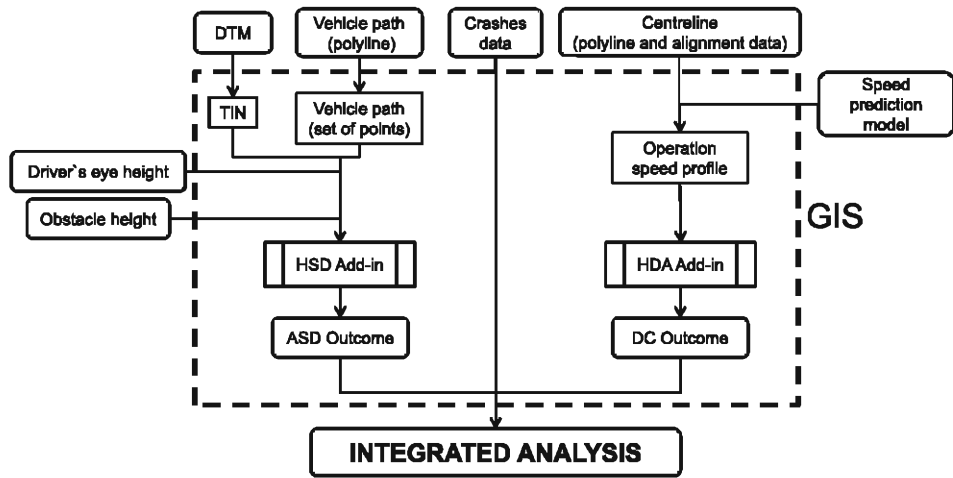 DTM
Vehicle path
(polyline)
Crashes
data
Centreline
(polyline and alignment data)
TIN
Vehicle path
(set of points)
Speed
prediction
model
Operation
speed profile
Driver`s eye height
Obstacle height
GIS
HSD Add-in
HDA Add-in
ASD Outcome
DC Outcome
INTEGRATED ANALYSIS